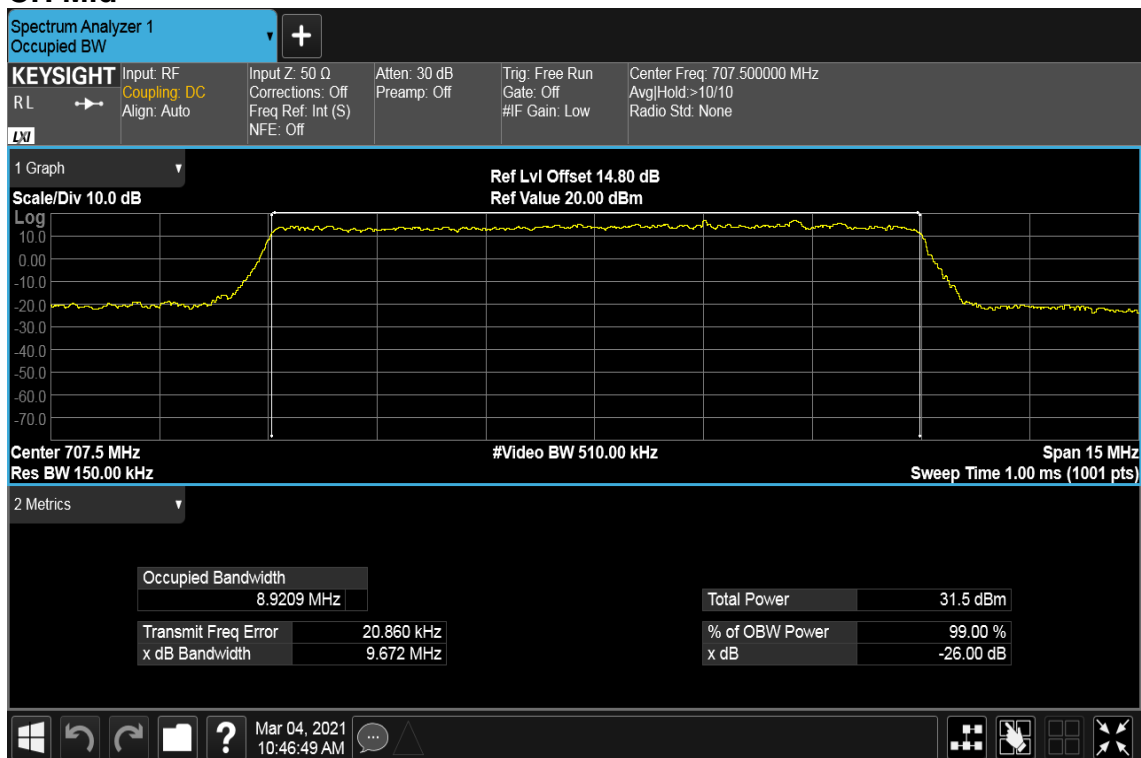 Spectrum Analyzer 1
Occupied BW
KEYSIGHT
RL
LXI
Input: RF
Coupling: DC
Align: Auto
Input Z: 50 Ω
Corrections: Off
Freq Ref: Int (S)
NFE: Off
Atten: 30 dB
Preamp: Off
Trig: Free Run
Gate: Off
#IF Gain: Low
Center Freq: 707.500000 MHz
Avg|Hold:>10/10
Radio Std: None
1 Graph
Scale/Div 10.0 dB
Ref Lvl Offset 14.80 dB
Ref Value 20.00 dBm
Log
10.0
0.00
-10.0
-20.0
-30.0
-40.0
-50.0
-60.0
-70.0
Center 707.5 MHz
#Video BW 510.00 kHz
Span 15 MHz
Res BW 150.00 kHz
Sweep Time 1.00 ms (1001 pts)
2 Metrics
Occupied Bandwidth
8.9209 MHz
Total Power 31.5 dBm
Transmit Freq Error 20.860 kHz
% of OBW Power 99.00 %
x dB Bandwidth 9.672 MHz
x dB -26.00 dB
?
Mar 04, 2021
10:46:49 AM